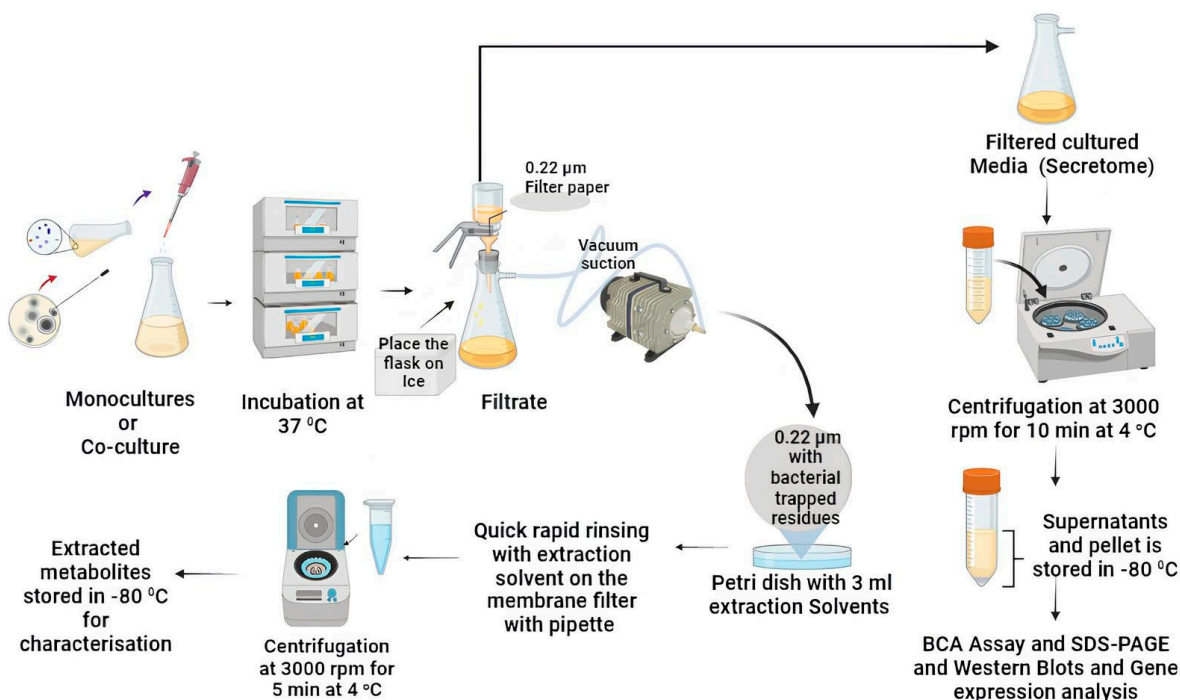 Monocultures
or
Co-culture
Incubation at
37 ⁰C
Place the
flask on
Ice
0.22 µm
Filter paper
Filtrate
Vacuum
suction
Filtered cultured
Media (Secretome)
Centrifugation at 3000
rpm for 10 min at 4 °C
Supernatants
and pellet is
stored in -80 ⁰C
BCA Assay and SDS-PAGE
and Western Blots and Gene
expression analysis
0.22 µm
with
bacterial
trapped
residues
Petri dish with 3 ml
extraction Solvents
Quick rapid rinsing
with extraction
solvent on the
membrane filter
with pipette
Centrifugation
at 3000 rpm for
5 min at 4 °C
Extracted
metabolites
stored in -80 ⁰C
for
characterisation